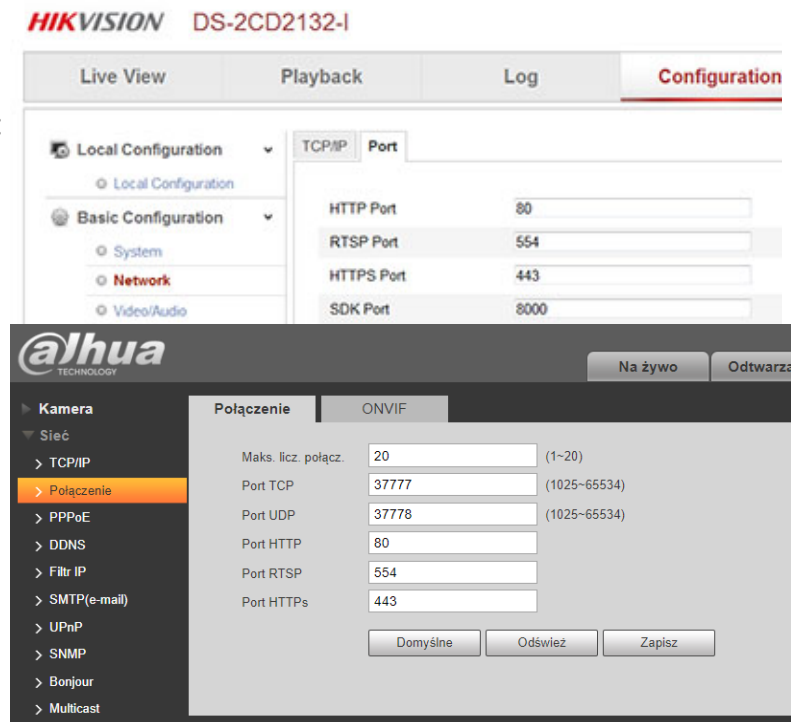 HIKVISION DS-2CD2132-I
Live View Playback Log Configuration
Local Configuration
Local Configuration
Basic Configuration
System
Network
Video/Audio
TCP/IP Port
HTTP Port 80
RTSP Port 554
HTTPS Port 443
SDK Port 8000
alhua
TECHNOLOGY
Na żywo Odtwarza
Kamera
Sieć
TCP/IP
Połączenie
PPPoE
DDNS
Filtr IP
SMTP(e-mail)
UPnP
SNMP
Bonjour
Multicast
Połączenie ONVIF
Maks. licz. połącz. 20 (1~20)
Port TCP 37777 (1025~65534)
Port UDP 37778 (1025~65534)
Port HTTP 80
Port RTSP 554
Port HTTPs 443
Domyślne Odśwież Zapisz